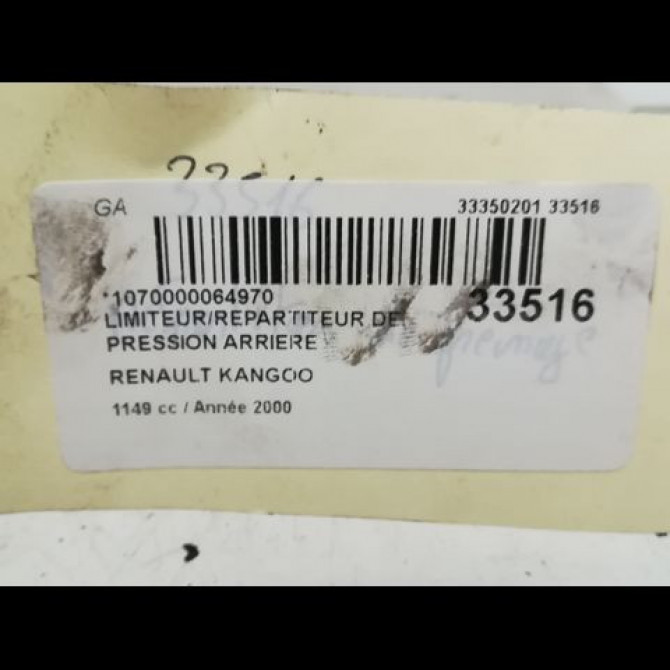 GA 33350201 33516
*1070000064970
33516
LIMITEUR/REPARTITEUR DE
PRESSION ARRIERE
RENAULT KANGOO
1149 cc / Année 2000